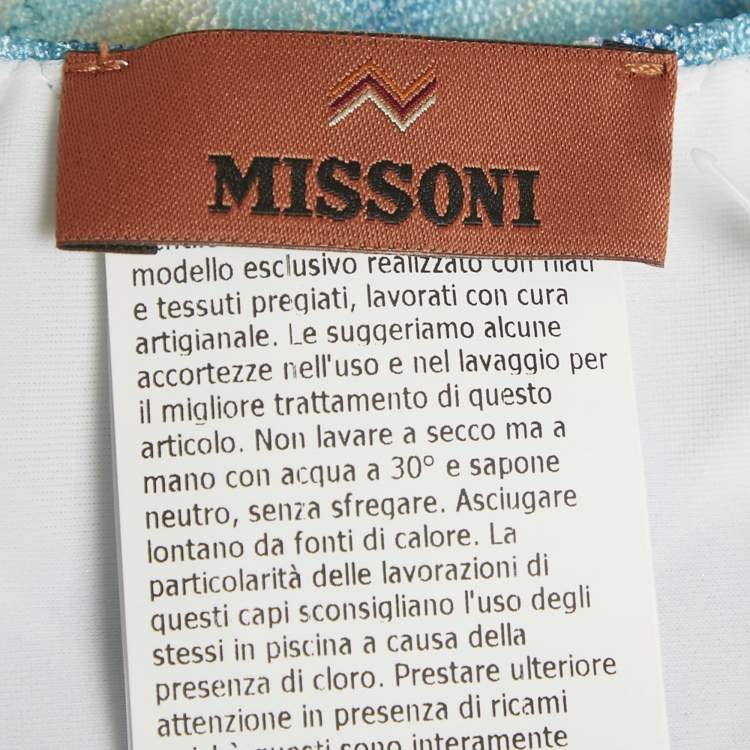 MISSONI
modello esclusivo realizzato con filati
e tessuti pregiati, lavorati con cura
artigianale. Le suggeriamo alcune
accortezze nell'uso e nel lavaggio per
il migliore trattamento di questo
articolo. Non lavare a secco ma a
mano con acqua a 30° e sapone
neutro, senza sfregare. Asciugare
lontano da fonti di calore. La
particolarità delle lavorazioni di
questi capi sconsigliano l'uso degli
stessi in piscina a causa della
presenza di cloro. Prestare ulteriore
attenzione in presenza di ricami
questi sono interamente